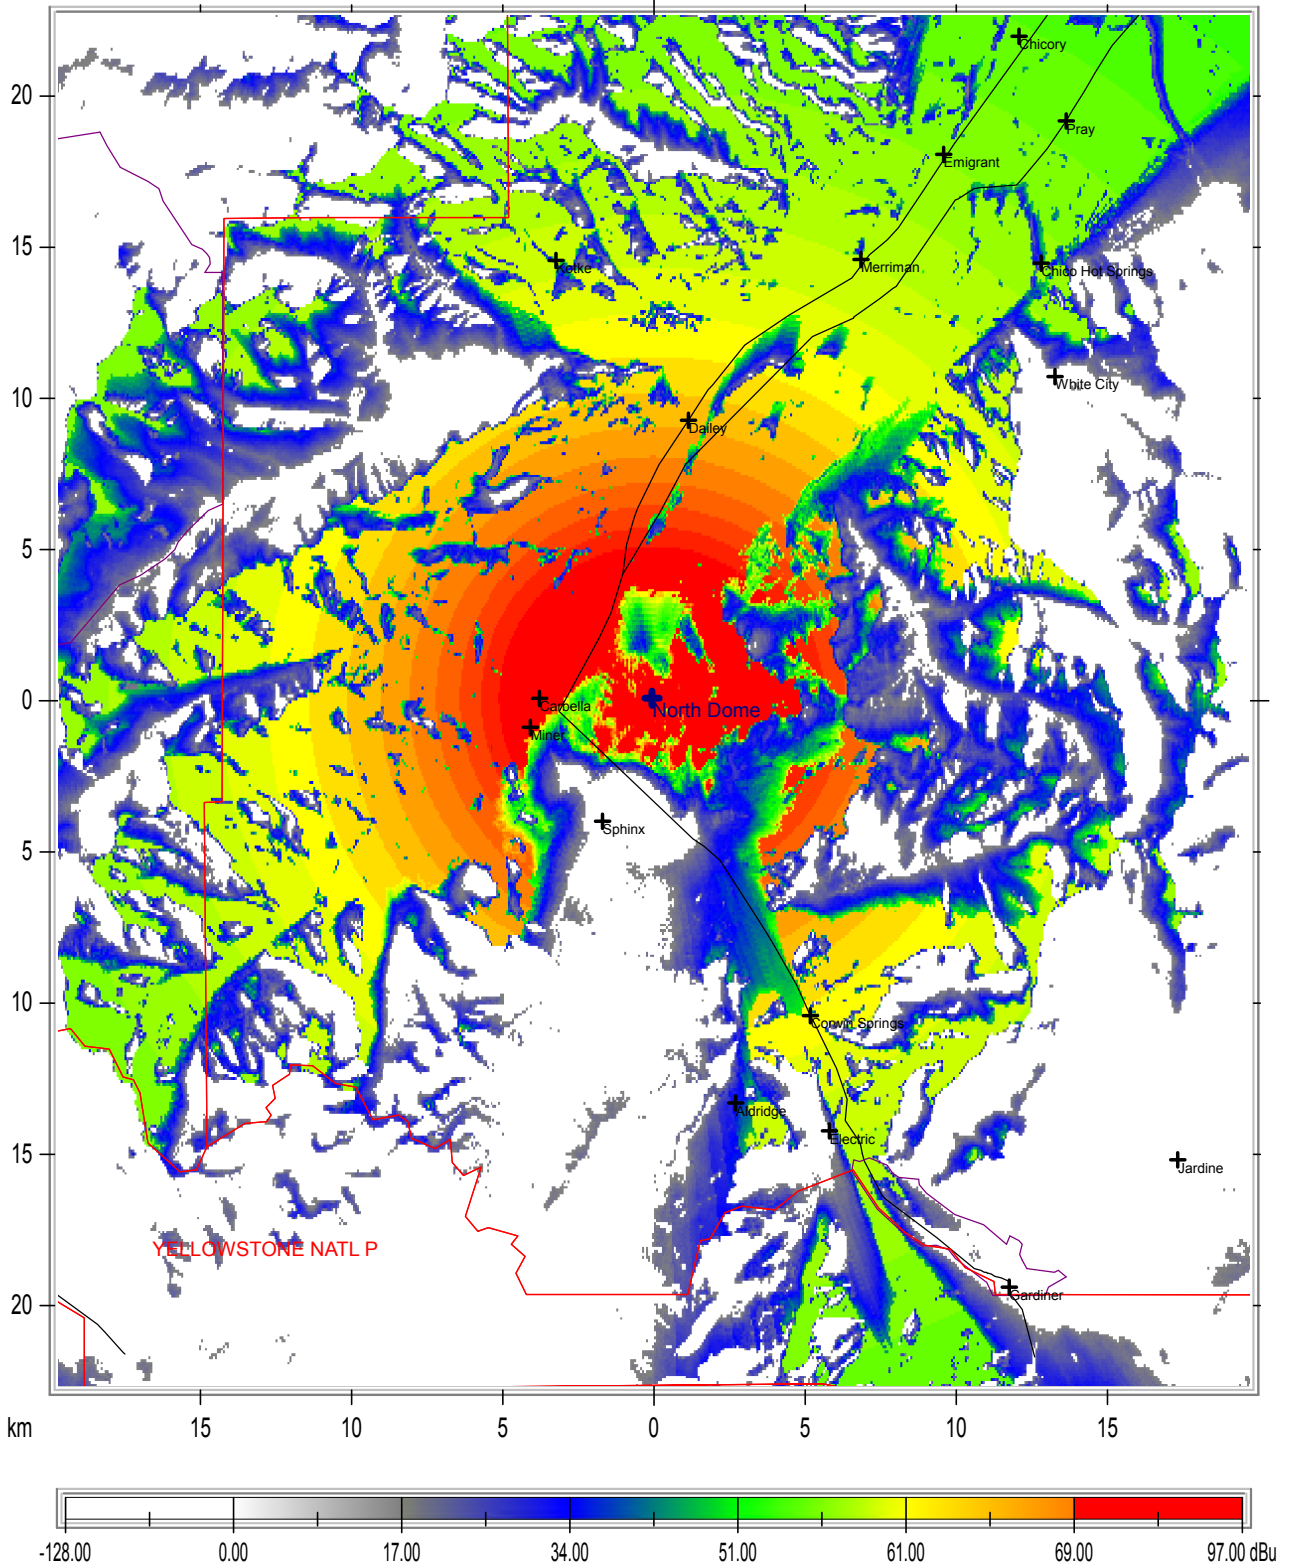 Chicory
20
Pray
Emigrant
15
Kotke
Merriman
Chico Hot Springs
White City
10
Dailey
5
0
Carbella
North Dome
Miner
Sphinx
5
10
Corwin Springs
Aldridge
Electric
15
Jardine
YELLOWSTONE NATL P
Gardiner
20
km 15 10 5 0 5 10 15
-128.00 0.00 17.00 34.00 51.00 61.00 69.00 97.00 dBu